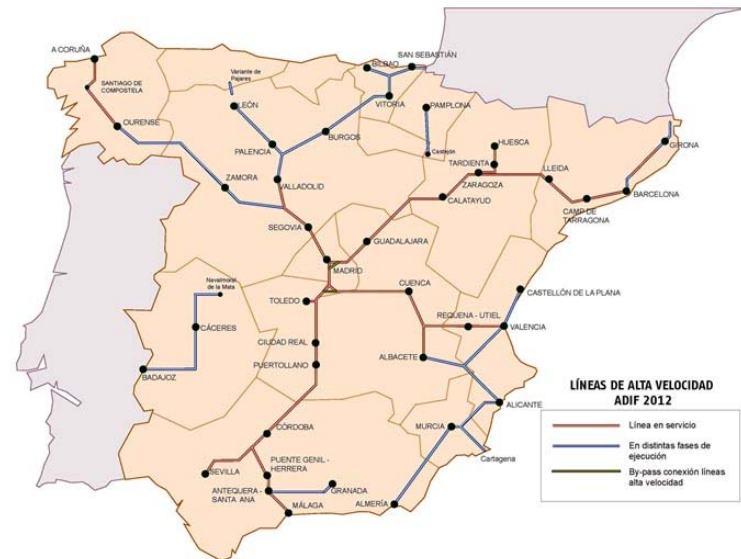 A CORUÑA
SANTIAGO DE
COMPOSTELA
OURENSE
Variante de
Pajares
LEÓN
BILBAO
SAN SEBASTIÁN
VITORIA
PAMPLONA
BURGOS
PALENCIA
Castejón
HUESCA
TARDIENTA
ZARAGOZA
LLEIDA
GIRONA
ZAMORA
VALLADOLID
CALATAYUD
CAMP DE
TARRAGONA
BARCELONA
SEGOVIA
GUADALAJARA
MADRID
Navalmoral de
la Mata
TOLEDO
CUENCA
CASTELLÓN DE LA PLANA
REQUENA - UTIEL
VALENCIA
CÁCERES
CIUDAD REAL
ALBACETE
BADAJOZ
PUERTOLLANO
ALICANTE
MURCIA
Cartagena
CÓRDOBA
SEVILLA
PUENTE GENIL -
HERRERA
ANTEQUERA -
SANTA ANA
GRANADA
MÁLAGA
ALMERÍA
LÍNEAS DE ALTA VELOCIDAD
ADIF 2012
Línea en servicio
En distintas fases de
ejecución
By-pass conexión líneas
alta velocidad